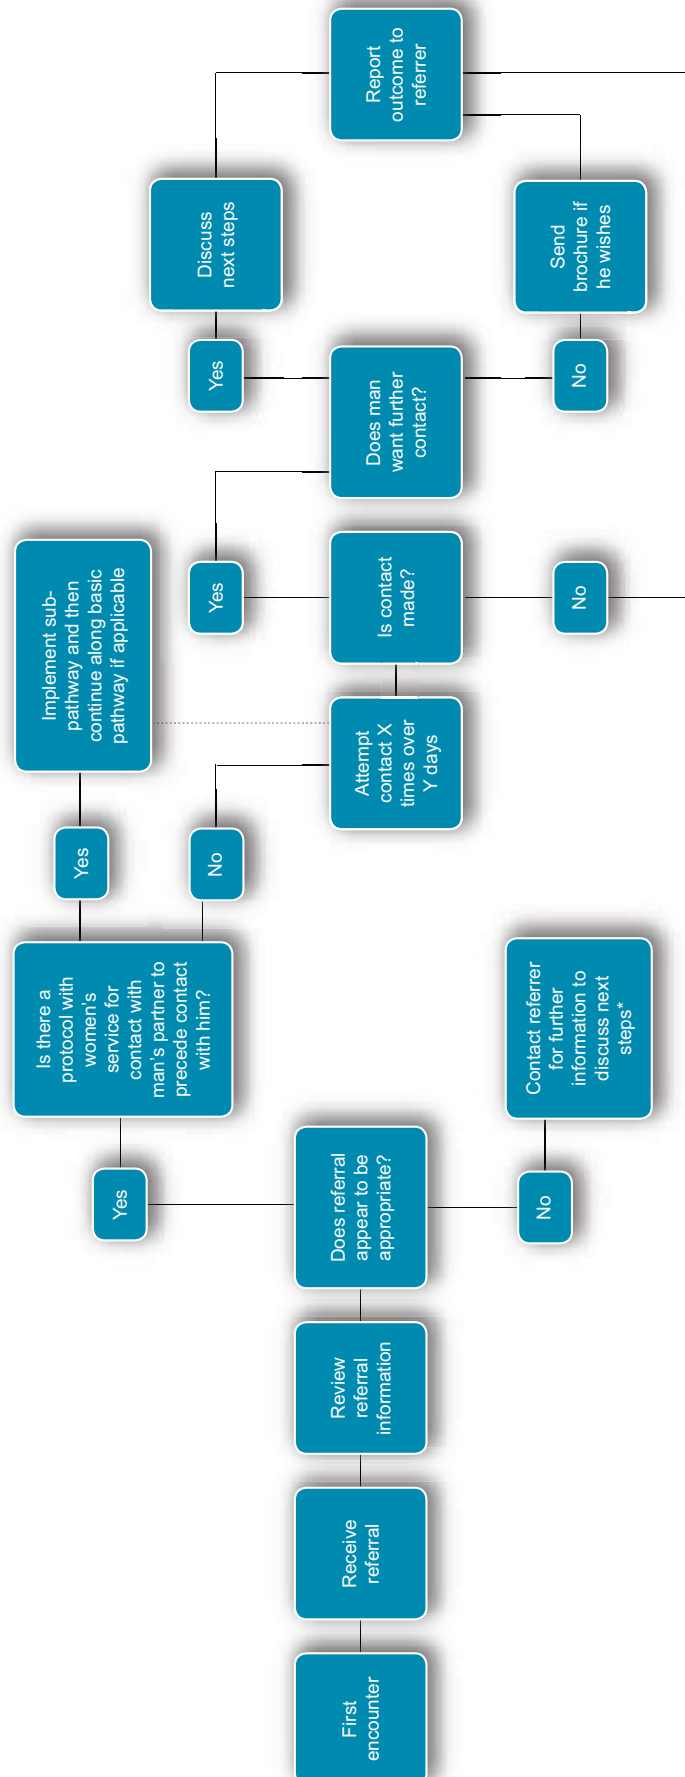 First
encounter
Receive
referral
Review
referral
information
Does referral
appear to be
appropriate?
Yes
No
Contact referrer
for further
information to
discuss next
steps*
Is there a
protocol with
women’s
service for
contact with
man’s partner to
precede contact
with him?
Yes
No
Implement sub-
pathway and then
continue along basic
pathway if applicable
Attempt
contact X
times over
Y days
Is contact
made?
Yes
No
Does man
want further
contact?
Yes
No
Discuss
next steps
Send
brochure if
he wishes
Report
outcome to
referrer